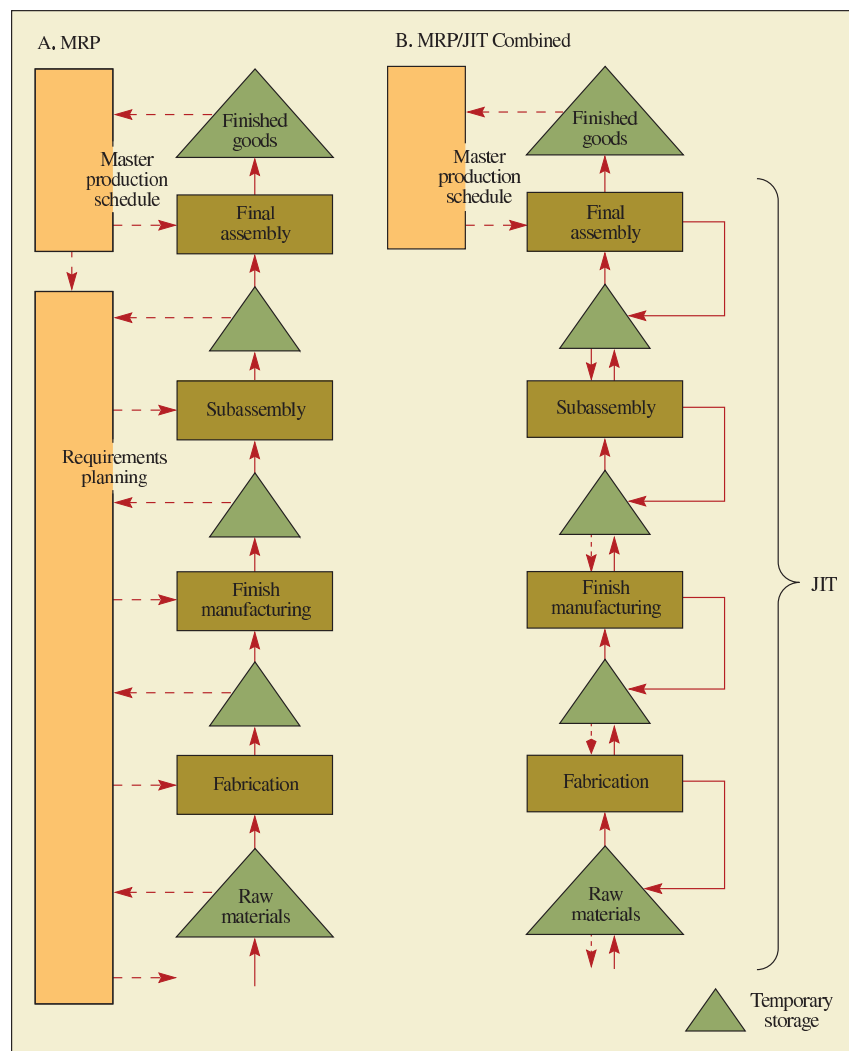 A. MRP
Finished
goods
Master
production
schedule
Final
assembly
Subassembly
Requirements
planning
Finish
manufacturing
Fabrication
Raw
materials
B. MRP/JIT Combined
Finished
goods
Master
production
schedule
Final
assembly
Subassembly
Finish
manufacturing
JIT
Fabrication
Raw
materials
Temporary
storage